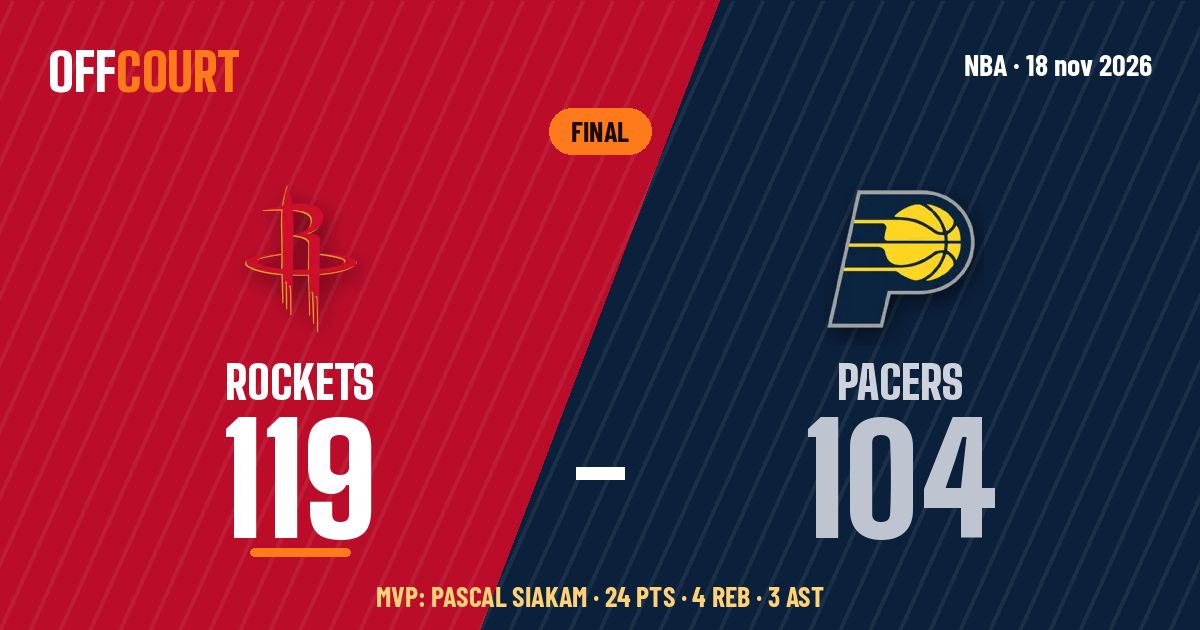 OFFCOURT
NBA · 18 nov 2026
FINAL
ROCKETS
PACERS
119 – 104
MVP: PASCAL SIAKAM · 24 PTS · 4 REB · 3 AST